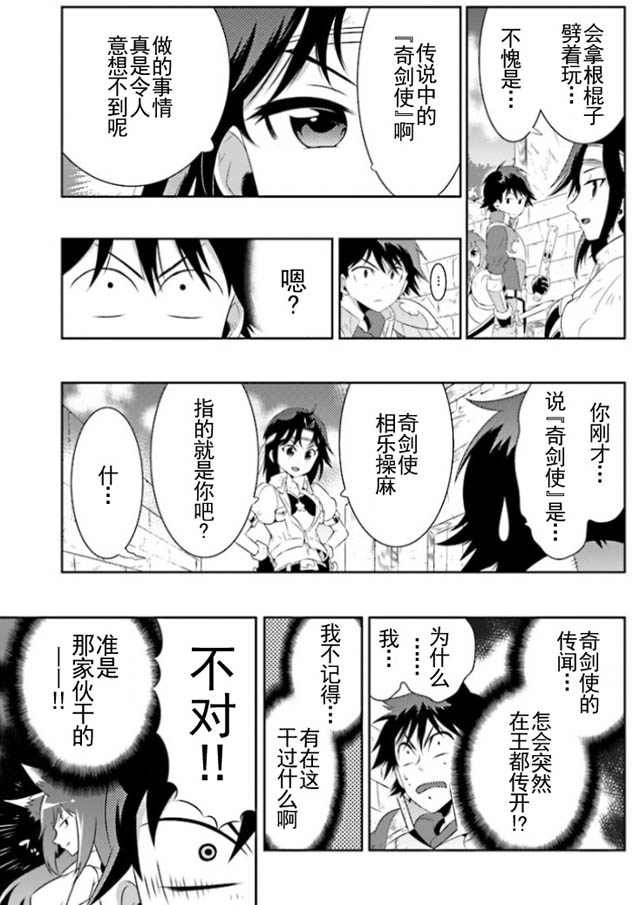 会拿根棍子
劈着玩…
不愧是…
传说中的
『奇剑使』啊
做的事情
真是令人
意想不到呢
…
嗯?
你刚才…
说『奇剑使』是…
奇剑使
相乐操麻
指的就是你吧?
什…
奇剑使的
传闻…
怎会突然
在王都传开!?
为什么
……
我…
我不记得…
有在这
干过什么啊
不对!!
准是
那家伙干的
——!!